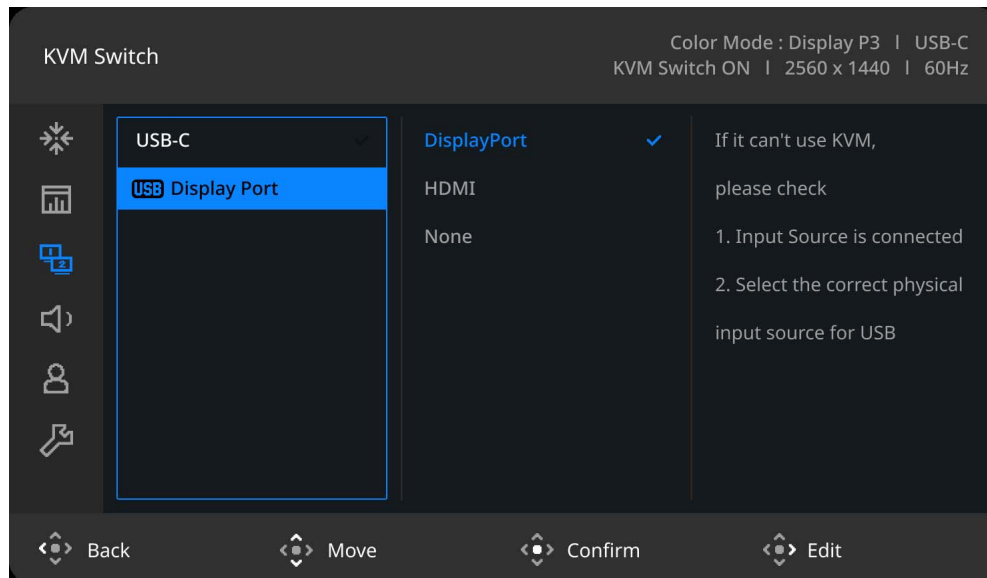 KVM Switch
Color Mode : Display P3 I USB-C
KVM Switch ON I 2560 x 1440 I 60Hz
USB-C
USB Display Port
DisplayPort
HDMI
None
If it can't use KVM,
please check
1. Input Source is connected
2. Select the correct physical
input source for USB
1
2
Back
Move
Confirm
Edit